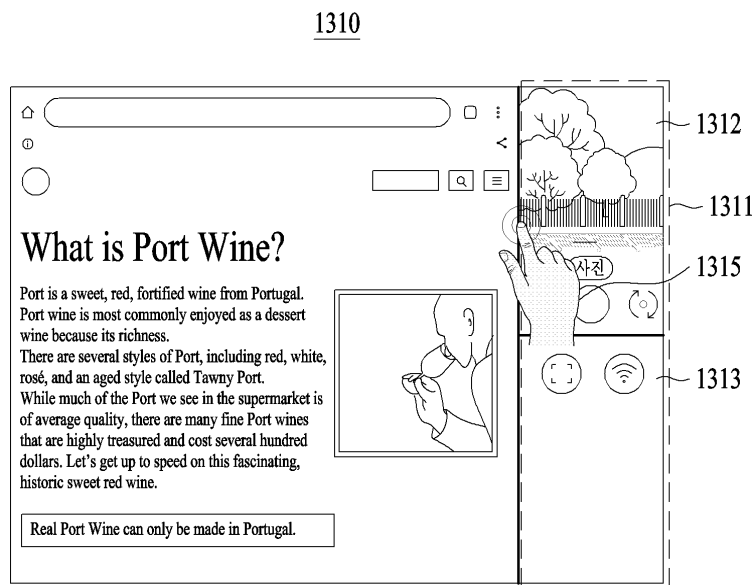 1310
1312
1311
사진
1315
1313
What is Port Wine?
Port is a sweet, red, fortified wine from Portugal.
Port wine is most commonly enjoyed as a dessert
wine because its richness.
There are several styles of Port, including red, white,
rosé, and an aged style called Tawny Port.
While much of the Port we see in the supermarket is
of average quality, there are many fine Port wines
that are highly treasured and cost several hundred
dollars. Let's get up to speed on this fascinating,
historic sweet red wine.
Real Port Wine can only be made in Portugal.